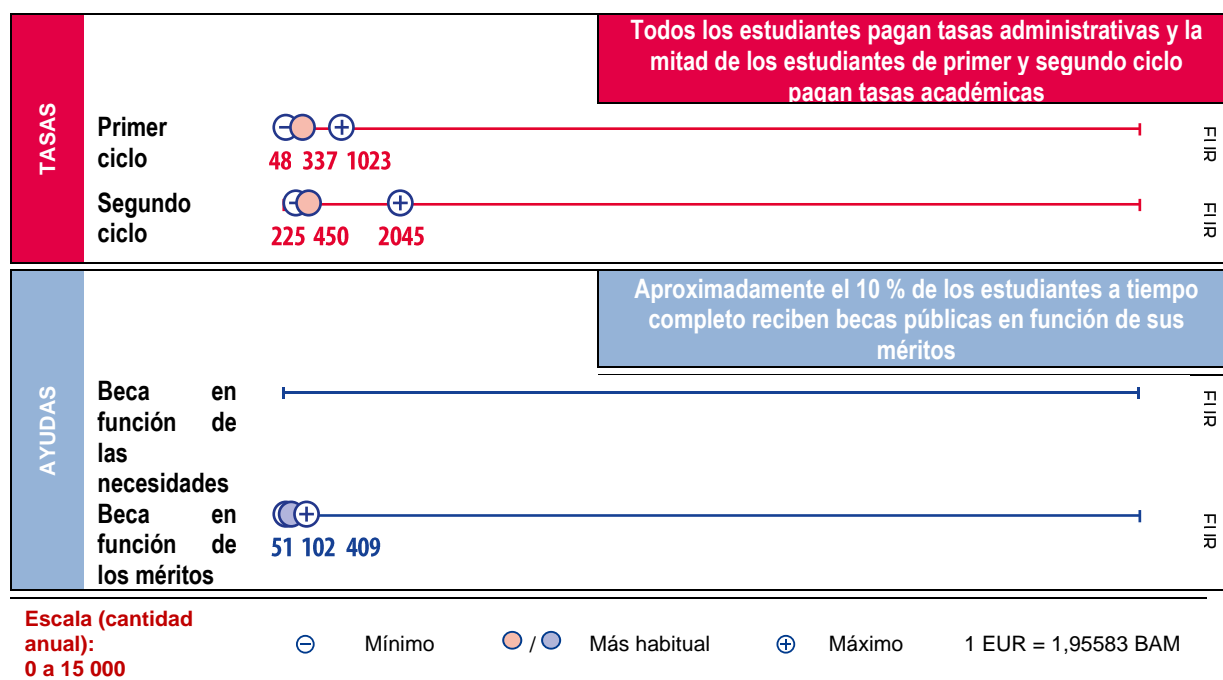 Todos los estudiantes pagan tasas administrativas y la
mitad de los estudiantes de primer y segundo ciclo
pagan tasas académicas
TASAS
Primer
ciclo
48 337 1023
EUR
Segundo
ciclo
225 450 2045
EUR
Aproximadamente el 10 % de los estudiantes a tiempo
completo reciben becas públicas en función de sus
méritos
AYUDAS
Beca en
función de
las
necesidades
EUR
Beca en
función de
los méritos
51 102 409
EUR
Escala (cantidad
anual):
0 a 15 000
Mínimo
/
Más habitual
Máximo
1 EUR = 1,95583 BAM